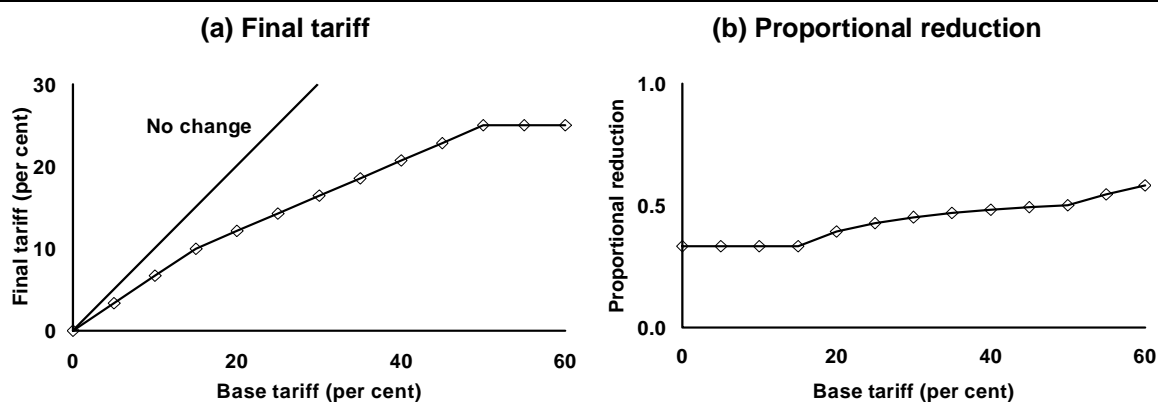 (a) Final tariff
30
20
10
0
Final tariff (per cent)
No change
0 20 40 60
Base tariff (per cent)
(b) Proportional reduction
1.0
0.5
0.0
Proportional reduction
0 20 40 60
Base tariff (per cent)